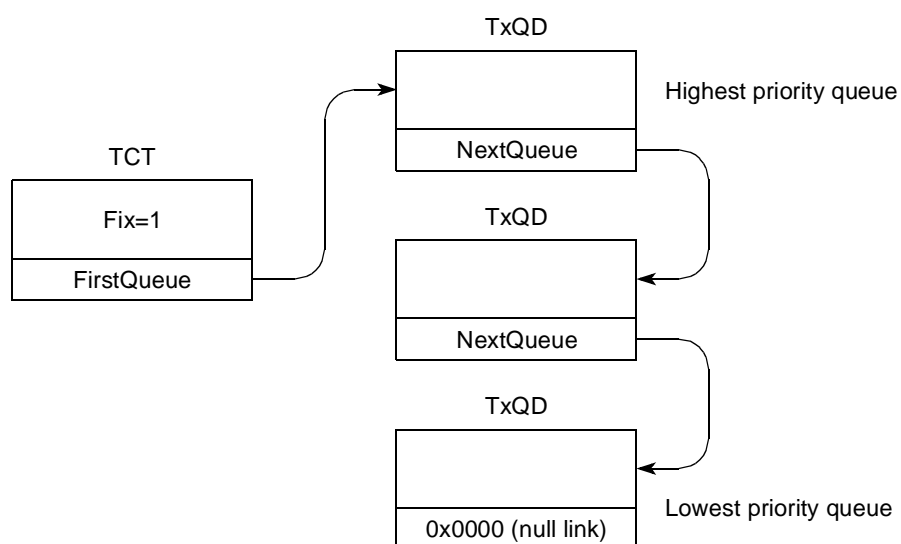 TxQD
Highest priority queue
NextQueue
TCT
Fix=1
FirstQueue
TxQD
NextQueue
TxQD
Lowest priority queue
0x0000 (null link)